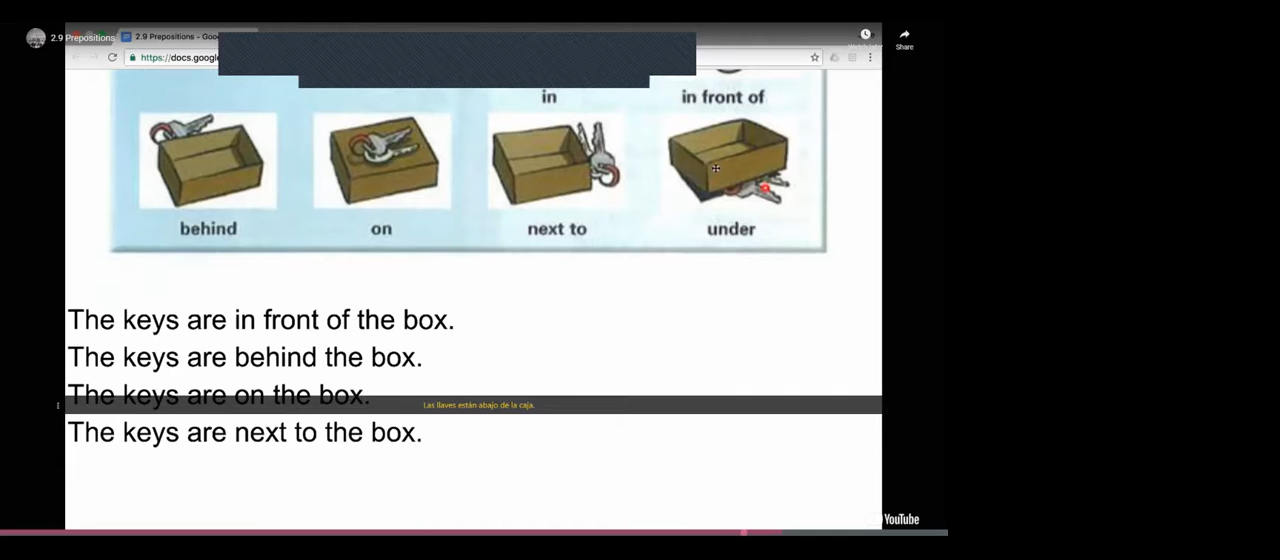 2.9 Prepositions
2.9 Prepositions - Goo
Share
https://docs.google
in
in front of
behind
on
next to
under
The keys are in front of the box.
The keys are behind the box.
The keys are on the box.
Las llaves están abajo de la caja.
The keys are next to the box.
YouTube